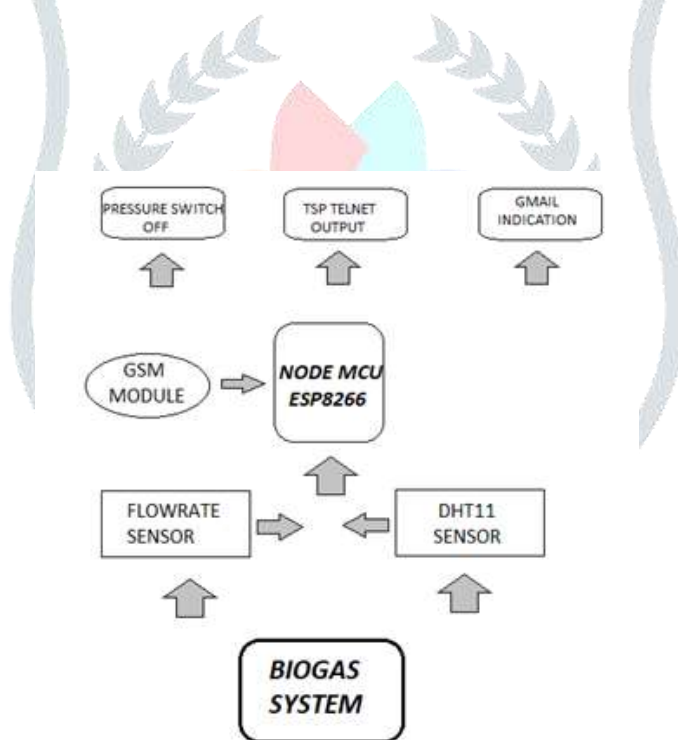 PRESSURE SWITCH
OFF
TSP TELNET
OUTPUT
GMAIL
INDICATION
GSM
MODULE
NODE MCU
ESP8266
FLOWRATE
SENSOR
DHT11
SENSOR
BIOGAS
SYSTEM